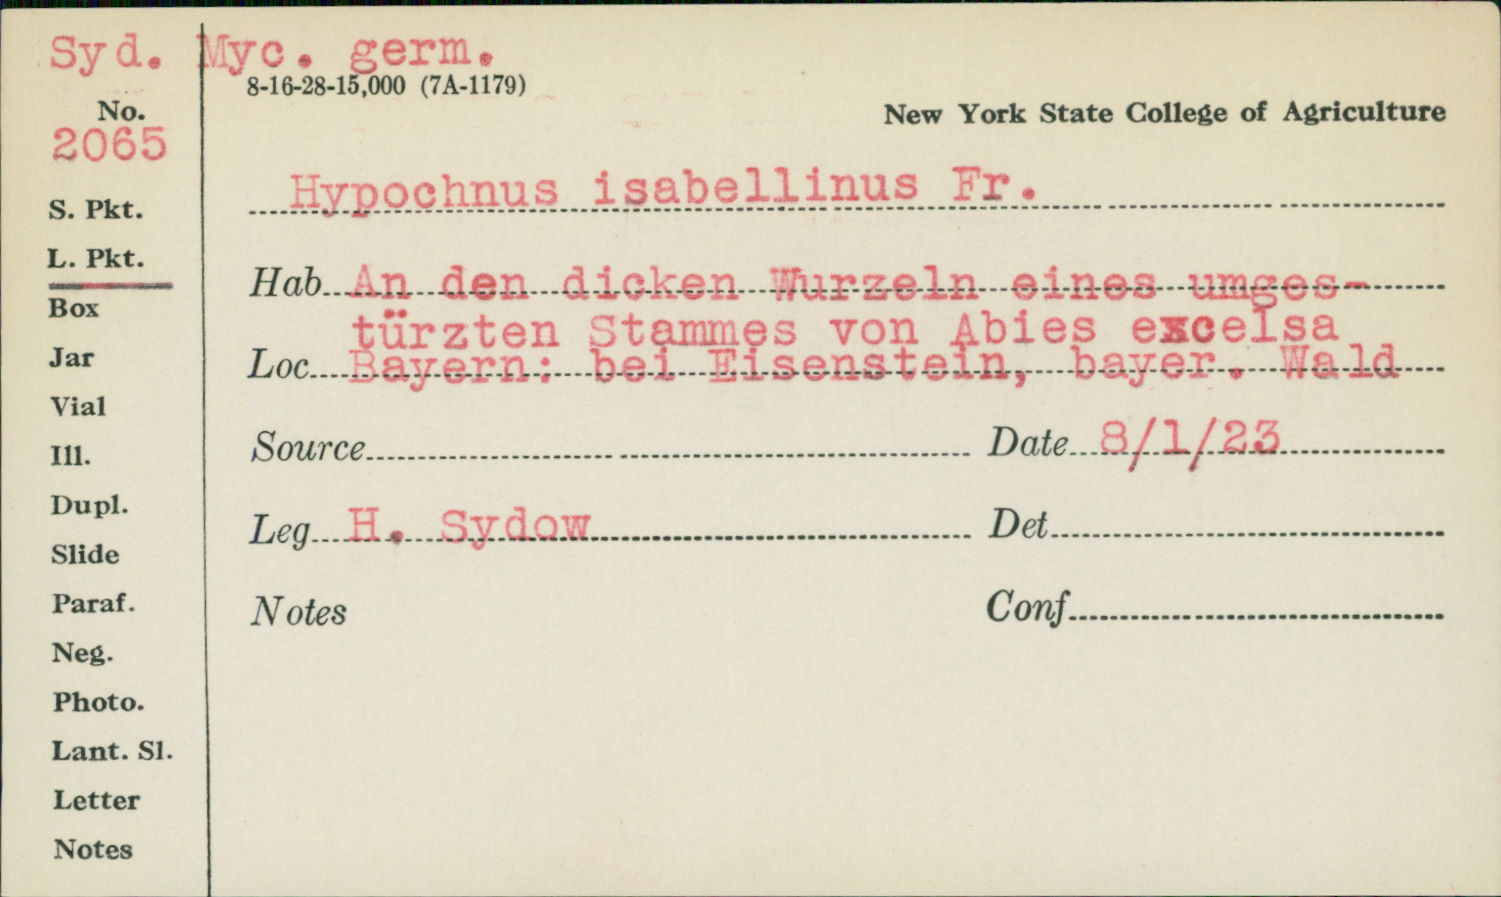 Syd. Myc. germ.
8-16-28-15,000 (7A-1179)
No.
2065
New York State College of Agriculture
Hypochnus isabellinus Fr.
S. Pkt.
L. Pkt.
Hab. An den dicken Wurzeln eines umges-
türzten Stammes von Abies excelsa
Box
Jar
Loc. Bayern: bei Eisenstein, bayer. Wald
Vial
Ill.
Source Date 8/1/23
Dupl.
Leg. H. Sydow Det.
Slide
Paraf.
Notes Conf.
Neg.
Photo.
Lant. Sl.
Letter
Notes